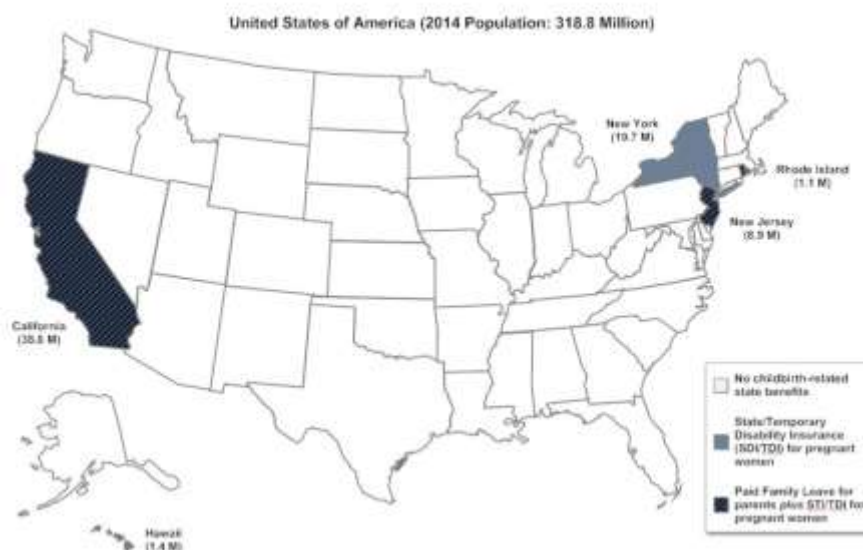 United States of America (2014 Population: 318.8 Million)
New York
(19.7 M)
Rhode Island
(1.1 M)
New Jersey
(8.9 M)
California
(38.8 M)
No childbirth-related
state benefits
State/Temporary
Disability Insurance
(SDI/TDI) for pregnant
women
Paid Family Leave for
parents plus STI/TDI for
pregnant women
Hawaii
(1.4 M)